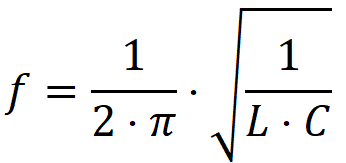 f = 1 / (2 · π) · √(1 / (L · C))